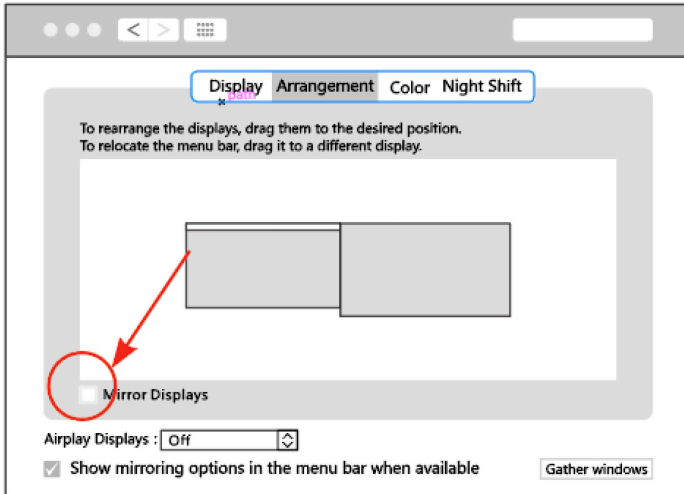 Display Arrangement Color Night Shift
path
To rearrange the displays, drag them to the desired position.
To relocate the menu bar, drag it to a different display.
Mirror Displays
Airplay Displays : Off
Show mirroring options in the menu bar when available
Gather windows